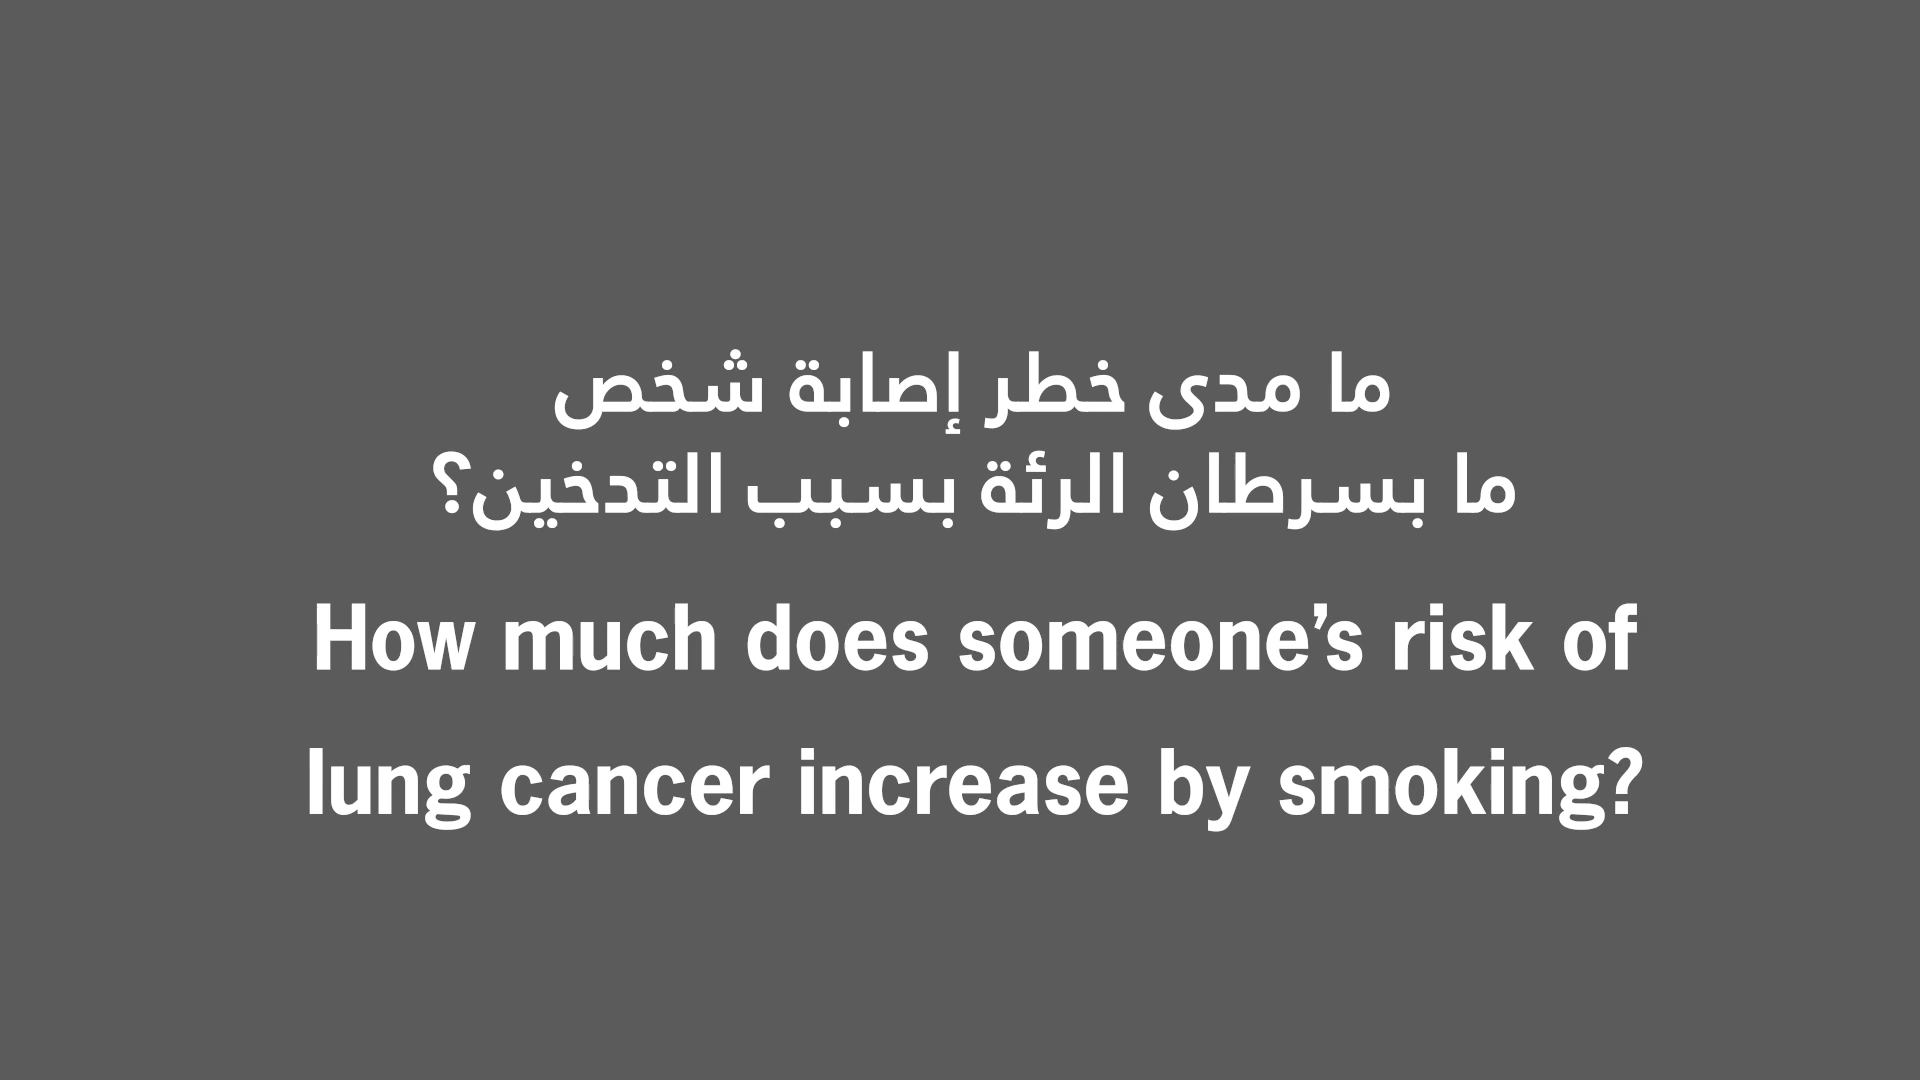 ما مدى خطر إصابة شخص
ما بسرطان الرئة بسبب التدخين؟
How much does someone’s risk of
lung cancer increase by smoking?